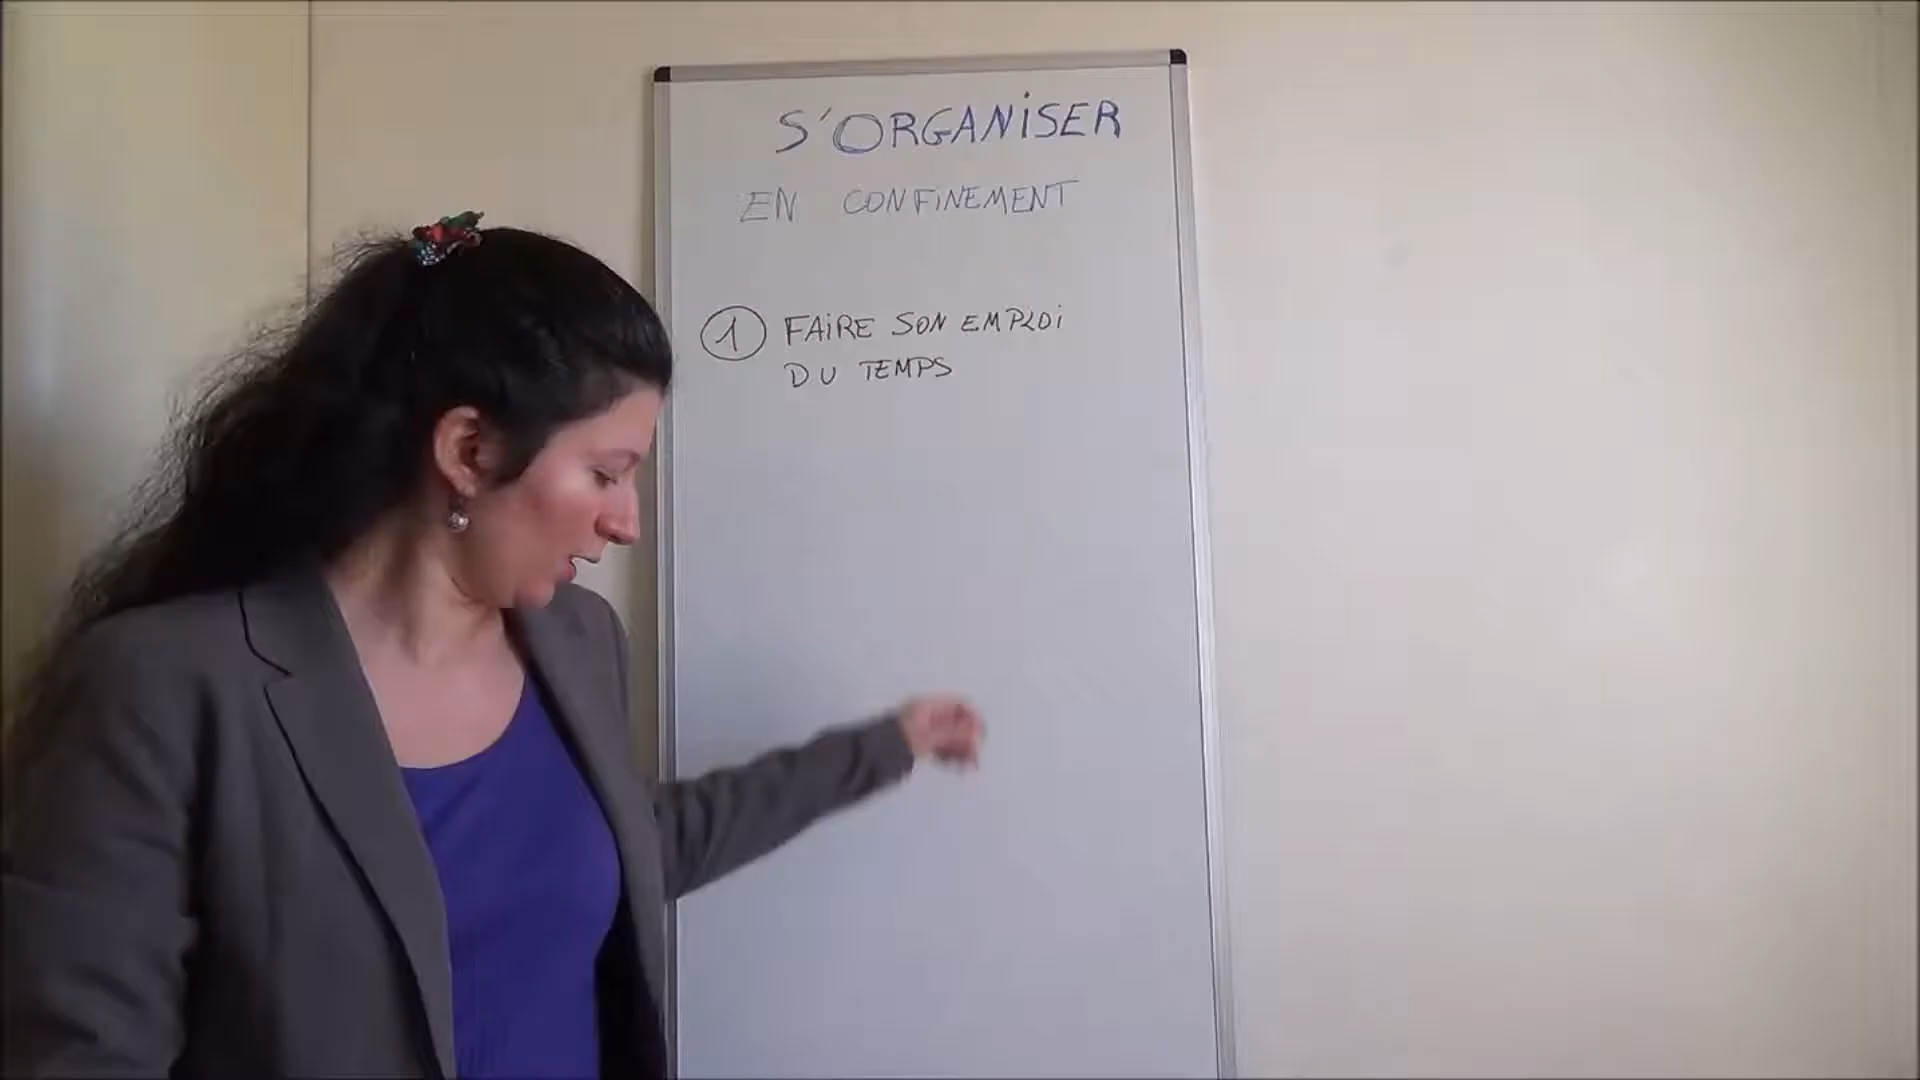 S'ORGANiSER
EN CONFiNEMENT
1 FAiRE SON EMPLOi
DU TEMPS